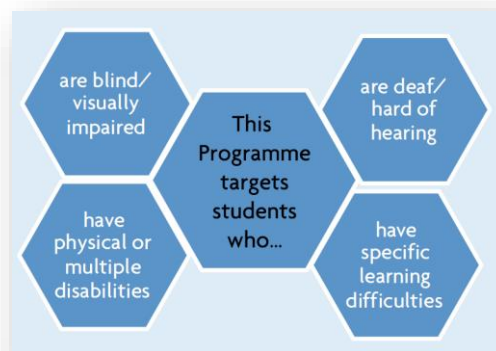 This
Programme
targets
students
who...
are blind/
visually
impaired
are deaf/
hard of
hearing
have
physical or
multiple
disabilities
have
specific
learning
difficulties